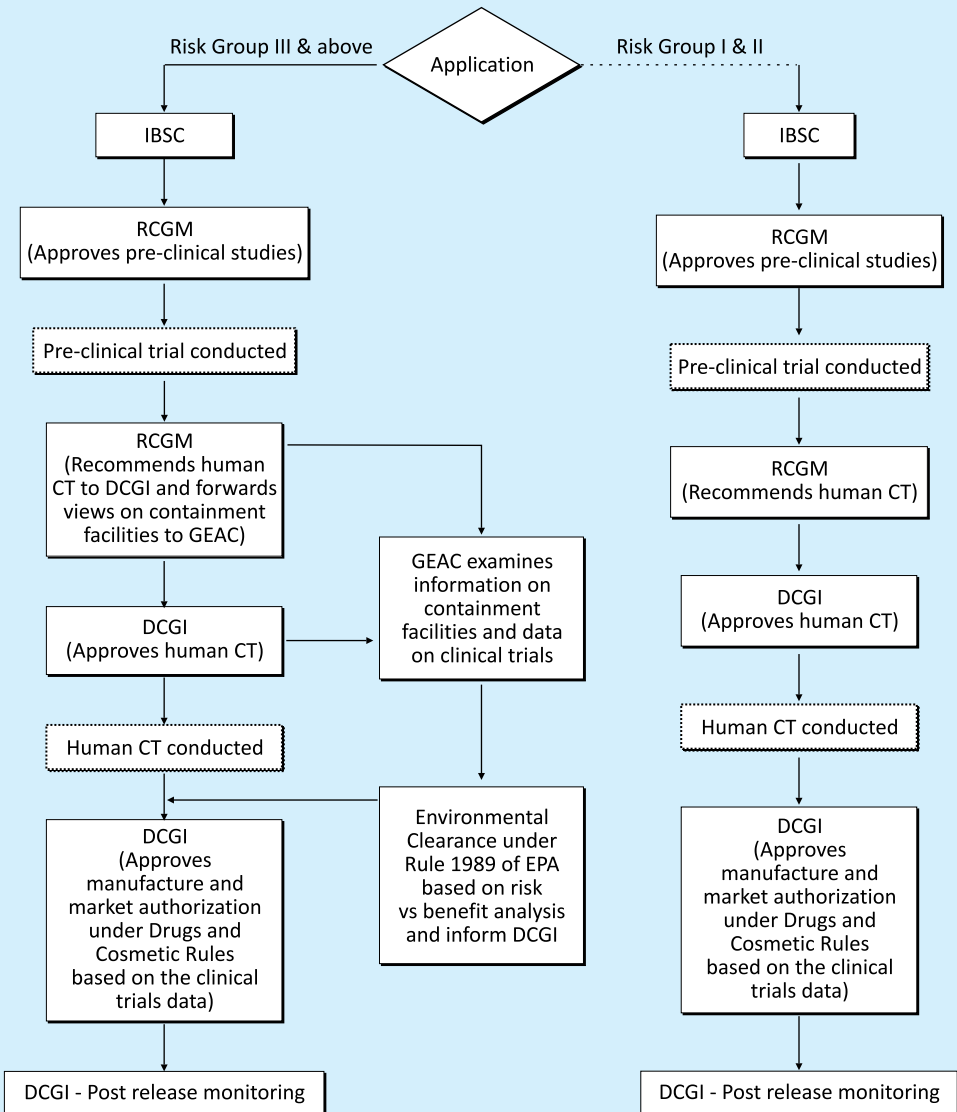 Risk Group III & above
Application
Risk Group I & II
IBSC
RCGM
(Approves pre-clinical studies)
Pre-clinical trial conducted
RCGM
(Recommends human
CT to DCGI and forwards
views on containment
facilities to GEAC)
DCGI
(Approves human CT)
Human CT conducted
DCGI
(Approves
manufacture and
market authorization
under Drugs and
Cosmetic Rules
based on the clinical
trials data)
DCGI - Post release monitoring
GEAC examines
information on
containment
facilities and data
on clinical trials
Environmental
Clearance under
Rule 1989 of EPA
based on risk
vs benefit analysis
and inform DCGI
IBSC
RCGM
(Approves pre-clinical studies)
Pre-clinical trial conducted
RCGM
(Recommends human CT)
DCGI
(Approves human CT)
Human CT conducted
DCGI
(Approves
manufacture and
market authorization
under Drugs and
Cosmetic Rules
based on the clinical
trials data)
DCGI - Post release monitoring